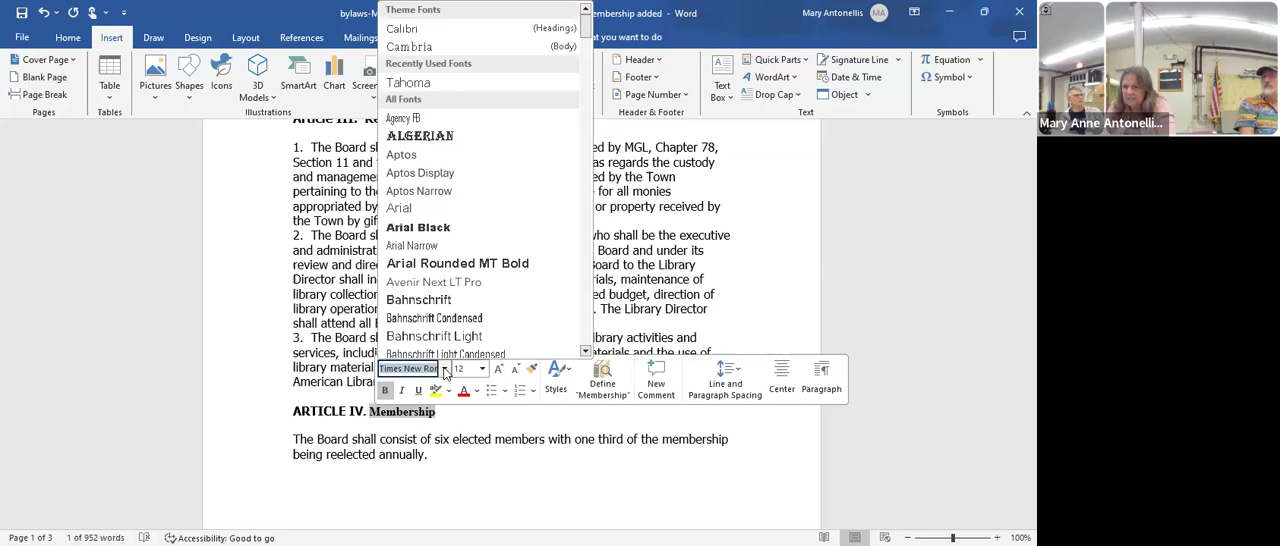 bylaws-M
embership added - Word
Mary Antonellis
MA
File
Home
Insert
Draw
Design
Layout
References
Mailings
what you want to do
Cover Page
Blank Page
Page Break
Table
Tables
Pictures
Shapes
Icons
3D
Models
SmartArt
Chart
Screen
Illustrations
Header
Footer
Page Number
Header & Footer
Text
Box
Quick Parts
WordArt
Drop Cap
Signature Line
Date & Time
Object
Text
Equation
Symbol
Symbols
Theme Fonts
Calibri (Headings)
Cambria (Body)
Recently Used Fonts
Tahoma
All Fonts
Agency FB
ALGERIAN
Aptos
Aptos Display
Aptos Narrow
Arial
Arial Black
Arial Narrow
Arial Rounded MT Bold
Avenir Next LT Pro
Bahnschrift
Bahnschrift Condensed
Bahnschrift Light
Bahnschrift Light Condensed
Times New Ror
12
Styles
Define
"Membership"
New
Comment
Line and
Paragraph Spacing
Center
Paragraph
B I U
Article III. Re
1. The Board sh ed by MGL, Chapter 78,
Section 11 and as regards the custody
and management ed by the Town
pertaining to the e for all monies
appropriated by or property received by
the Town by gif
2. The Board s who shall be the executive
and administrat Board and under its
review and direc Board to the Library
Director shall in rials, maintenance of
library collection ed budget, direction of
library operation . The Library Director
shall attend all
3. The Board s library activities and
services, includi aterials and the use of
library material
American Libra
ARTICLE IV. Membership
The Board shall consist of six elected members with one third of the membership
being reelected annually.
Page 1 of 3
1 of 952 words
Accessibility: Good to go
100%
Mary Anne Antonelli...